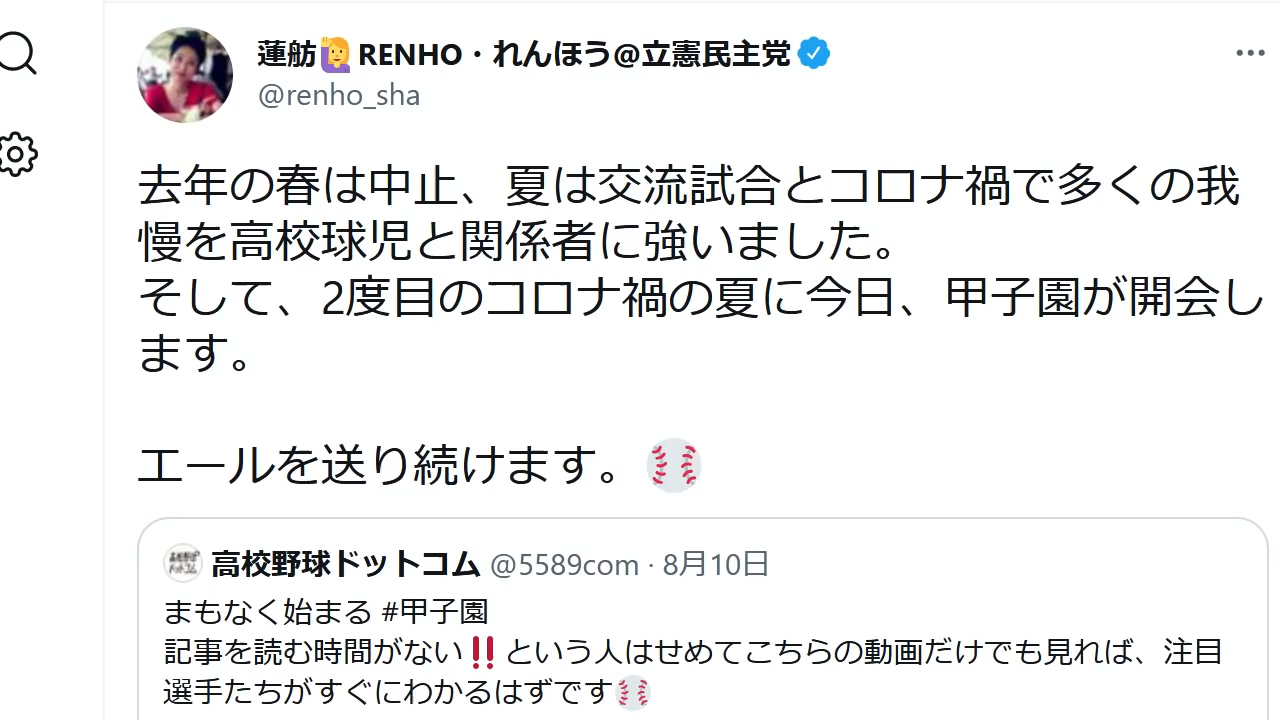 蓮舫🙋RENHO・れんほう@立憲民主党
@renho_sha
去年の春は中止、夏は交流試合とコロナ禍で多くの我
慢を高校球児と関係者に強いました。
そして、2度目のコロナ禍の夏に今日、甲子園が開会し
ます。
エールを送り続けます。⚾
高校野球ドットコム @5589com · 8月10日
まもなく始まる #甲子園
記事を読む時間がない‼という人はせめてこちらの動画だけでも見れば、注目
選手たちがすぐにわかるはずです⚾